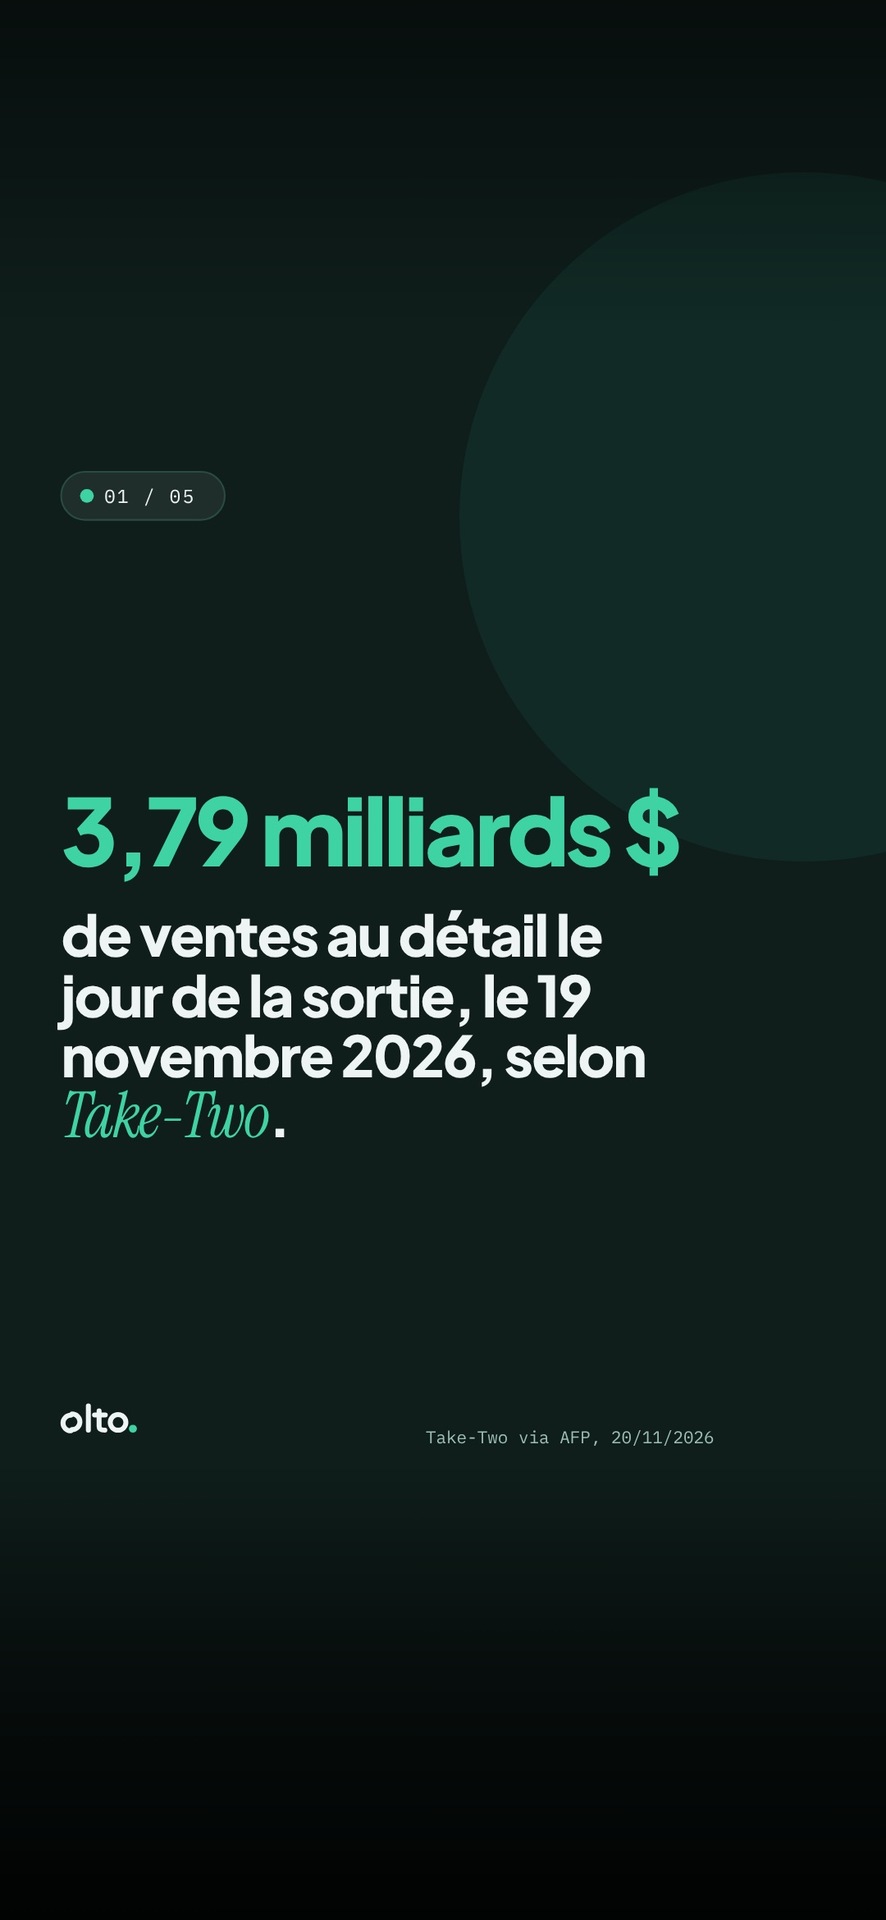 01 / 05
3,79 milliards $
de ventes au détail le
jour de la sortie, le 19
novembre 2026, selon
Take-Two.
olto.
Take-Two via AFP, 20/11/2026